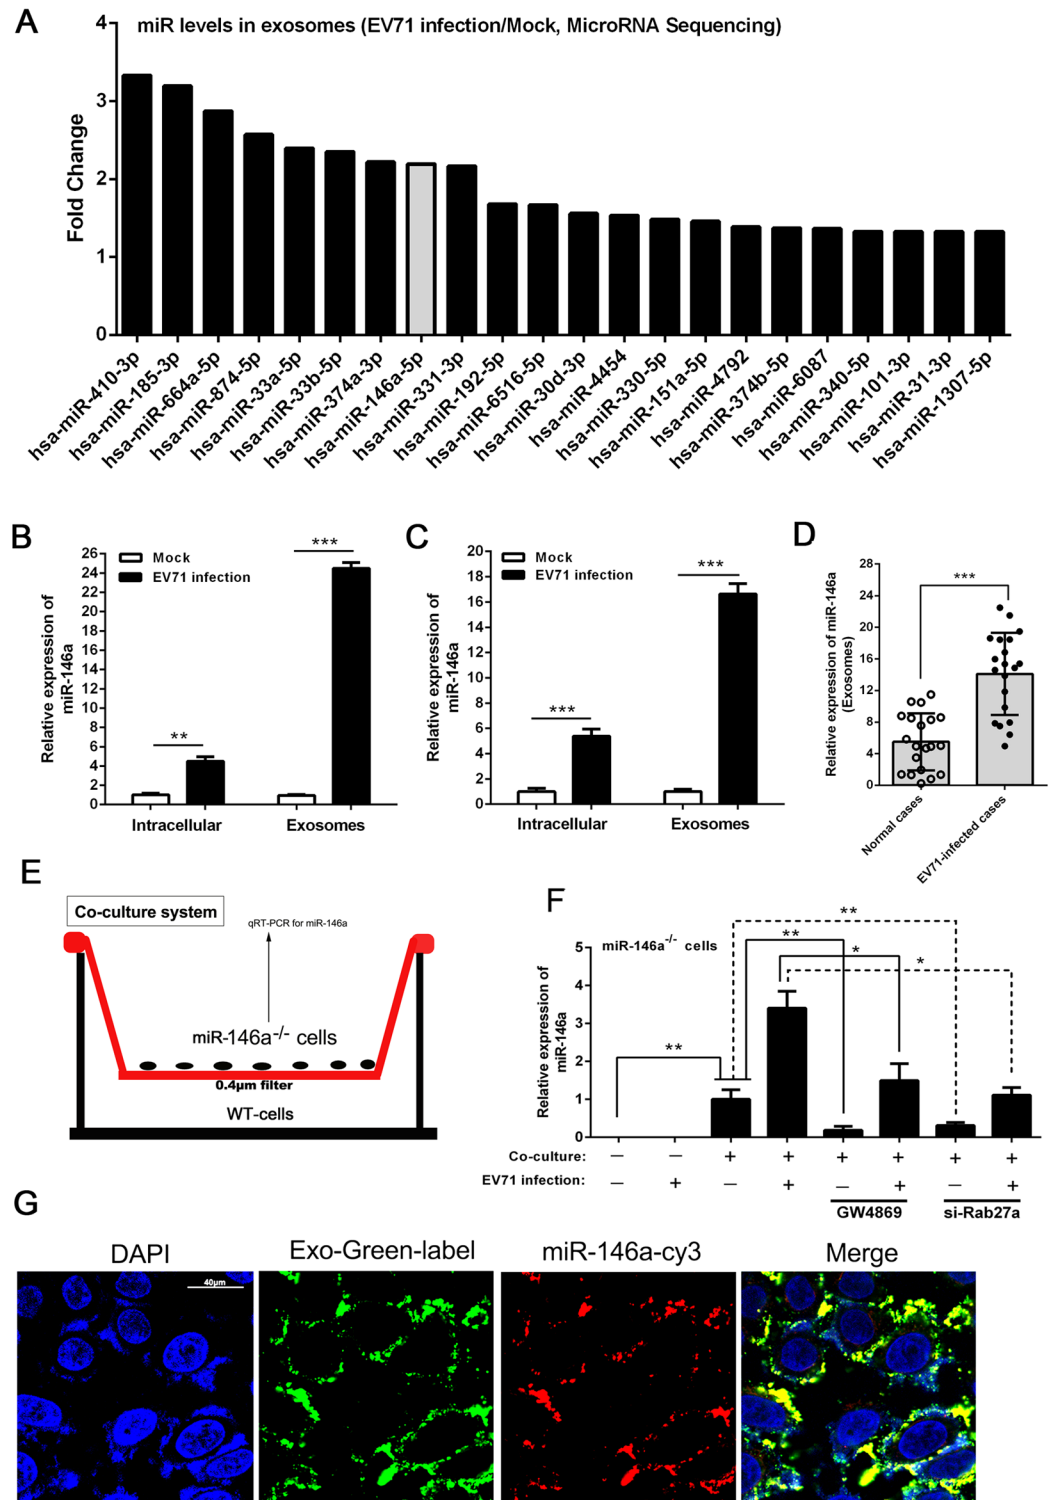 A
miR levels in exosomes (EV71 infection/Mock, MicroRNA Sequencing)
Fold Change
4
3
2
1
0
hsa-miR-410-3p
hsa-miR-185-3p
hsa-miR-664a-5p
hsa-miR-874-5p
hsa-miR-33a-5p
hsa-miR-33b-5p
hsa-miR-374a-3p
hsa-miR-146a-5p
hsa-miR-331-3p
hsa-miR-192-5p
hsa-miR-6516-5p
hsa-miR-30d-3p
hsa-miR-4454
hsa-miR-330-5p
hsa-miR-151a-5p
hsa-miR-4792
hsa-miR-374b-5p
hsa-miR-6087
hsa-miR-340-5p
hsa-miR-101-3p
hsa-miR-31-3p
hsa-miR-1307-5p
B
Relative expression of
miR-146a
26
24
22
20
18
16
14
12
10
8
6
4
2
0
Mock
EV71 infection
**
***
Intracellular
Exosomes
C
Relative expression of
miR-146a
20
18
16
14
12
10
8
6
4
2
0
Mock
EV71 infection
***
***
Intracellular
Exosomes
D
Relative expression of miR-146a
(Exosomes)
28
24
20
16
12
8
4
0
***
Normal cases
EV71-infected cases
E
Co-culture system
qRT-PCR for miR-146a
miR-146a-/- cells
0.4μm filter
WT-cells
F
miR-146a-/- cells
Relative expression of
miR-146a
5
4
3
2
1
0
**
**
**
*
*
Co-culture: — — + + + + + +
EV71 infection: — + — + — + — +
GW4869
si-Rab27a
G
DAPI
Exo-Green-label
miR-146a-cy3
Merge
40μm